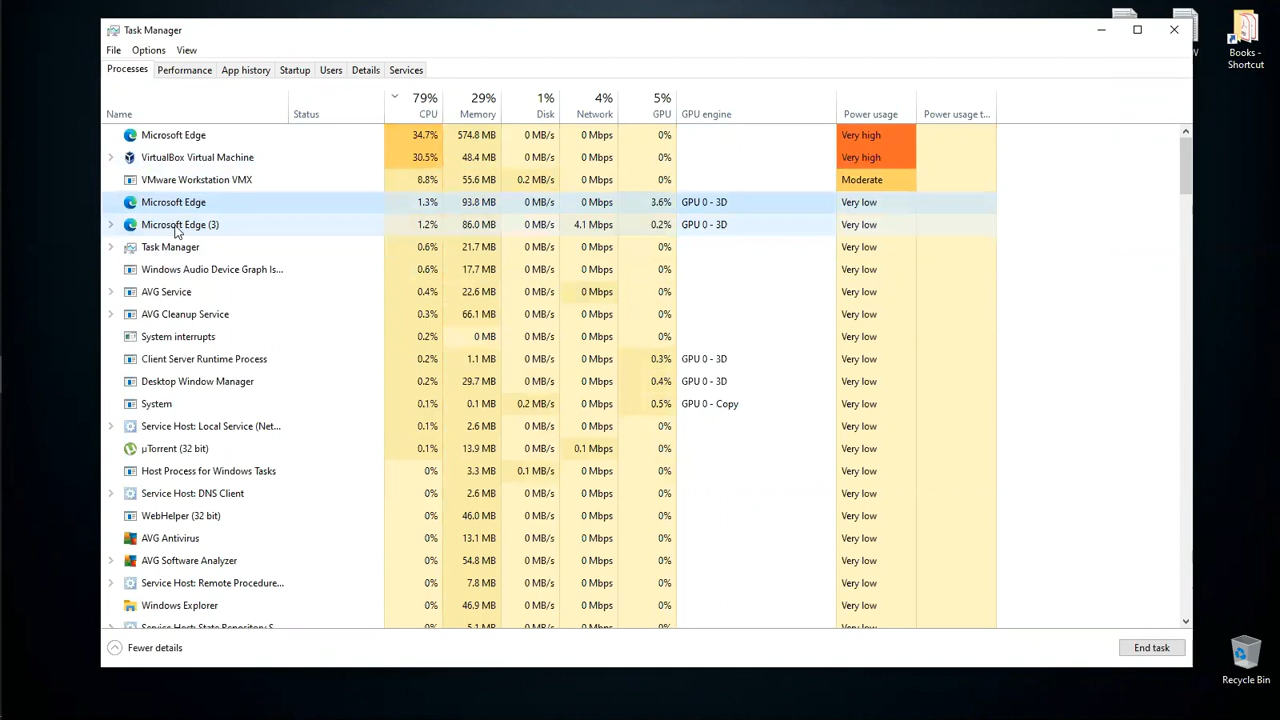 Task Manager
File Options View
Processes Performance App history Startup Users Details Services
79% 29% 1% 4% 5%
Name Status CPU Memory Disk Network GPU GPU engine Power usage Power usage t...
Microsoft Edge 34.7% 574.8 MB 0 MB/s 0 Mbps 0% Very high
VirtualBox Virtual Machine 30.5% 48.4 MB 0 MB/s 0 Mbps 0% Very high
VMware Workstation VMX 8.8% 55.6 MB 0.2 MB/s 0 Mbps 0% Moderate
Microsoft Edge 1.3% 93.8 MB 0 MB/s 0 Mbps 3.6% GPU 0 - 3D Very low
Microsoft Edge (3) 1.2% 86.0 MB 0 MB/s 4.1 Mbps 0.2% GPU 0 - 3D Very low
Task Manager 0.6% 21.7 MB 0 MB/s 0 Mbps 0% Very low
Windows Audio Device Graph Is... 0.6% 17.7 MB 0 MB/s 0 Mbps 0% Very low
AVG Service 0.4% 22.6 MB 0 MB/s 0 Mbps 0% Very low
AVG Cleanup Service 0.3% 66.1 MB 0 MB/s 0 Mbps 0% Very low
System interrupts 0.2% 0 MB 0 MB/s 0 Mbps 0% Very low
Client Server Runtime Process 0.2% 1.1 MB 0 MB/s 0 Mbps 0.3% GPU 0 - 3D Very low
Desktop Window Manager 0.2% 29.7 MB 0 MB/s 0 Mbps 0.4% GPU 0 - 3D Very low
System 0.1% 0.1 MB 0.2 MB/s 0 Mbps 0.5% GPU 0 - Copy Very low
Service Host: Local Service (Net... 0.1% 2.6 MB 0 MB/s 0 Mbps 0% Very low
µTorrent (32 bit) 0.1% 13.9 MB 0 MB/s 0.1 Mbps 0% Very low
Host Process for Windows Tasks 0% 3.3 MB 0.1 MB/s 0 Mbps 0% Very low
Service Host: DNS Client 0% 2.6 MB 0 MB/s 0 Mbps 0% Very low
WebHelper (32 bit) 0% 46.0 MB 0 MB/s 0 Mbps 0% Very low
AVG Antivirus 0% 13.1 MB 0 MB/s 0 Mbps 0% Very low
AVG Software Analyzer 0% 54.8 MB 0 MB/s 0 Mbps 0% Very low
Service Host: Remote Procedure... 0% 7.8 MB 0 MB/s 0 Mbps 0% Very low
Windows Explorer 0% 46.9 MB 0 MB/s 0 Mbps 0% Very low
Service Host: State Repository S... 0% 5.1 MB 0 MB/s 0 Mbps 0% Very low
Fewer details End task
Books -
Shortcut
Recycle Bin